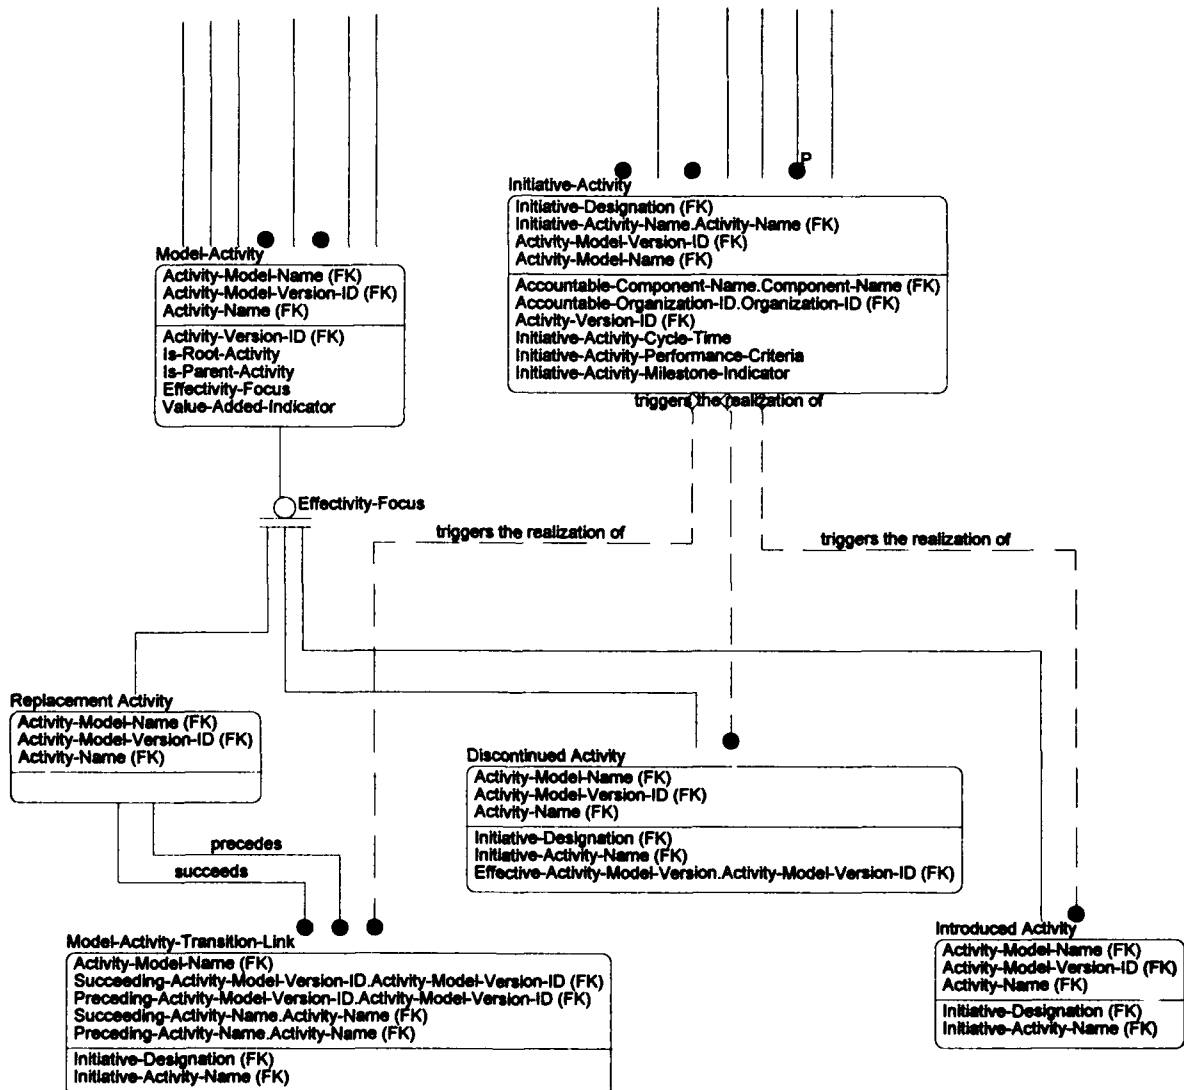 P
Initiative-Activity
Initiative-Designation (FK)
Initiative-Activity-Name.Activity-Name (FK)
Activity-Model-Version-ID (FK)
Activity-Model-Name (FK)
Accountable-Component-Name.Component-Name (FK)
Accountable-Organization-ID.Organization-ID (FK)
Activity-Version-ID (FK)
Initiative-Activity-Cycle-Time
Initiative-Activity-Performance-Criteria
Initiative-Activity-Milestone-Indicator
Model-Activity
Activity-Model-Name (FK)
Activity-Model-Version-ID (FK)
Activity-Name (FK)
Activity-Version-ID (FK)
Is-Root-Activity
Is-Parent-Activity
Effectivity-Focus
Value-Added-Indicator
triggers the realization of
Effectivity-Focus
triggers the realization of
triggers the realization of
Replacement Activity
Activity-Model-Name (FK)
Activity-Model-Version-ID (FK)
Activity-Name (FK)
Discontinued Activity
Activity-Model-Name (FK)
Activity-Model-Version-ID (FK)
Activity-Name (FK)
Initiative-Designation (FK)
Initiative-Activity-Name (FK)
Effective-Activity-Model-Version.Activity-Model-Version-ID (FK)
precedes
succeeds
Model-Activity-Transition-Link
Activity-Model-Name (FK)
Succeeding-Activity-Model-Version-ID.Activity-Model-Version-ID (FK)
Preceding-Activity-Model-Version-ID.Activity-Model-Version-ID (FK)
Succeeding-Activity-Name.Activity-Name (FK)
Preceding-Activity-Name.Activity-Name (FK)
Initiative-Designation (FK)
Initiative-Activity-Name (FK)
Introduced Activity
Activity-Model-Name (FK)
Activity-Model-Version-ID (FK)
Activity-Name (FK)
Initiative-Designation (FK)
Initiative-Activity-Name (FK)